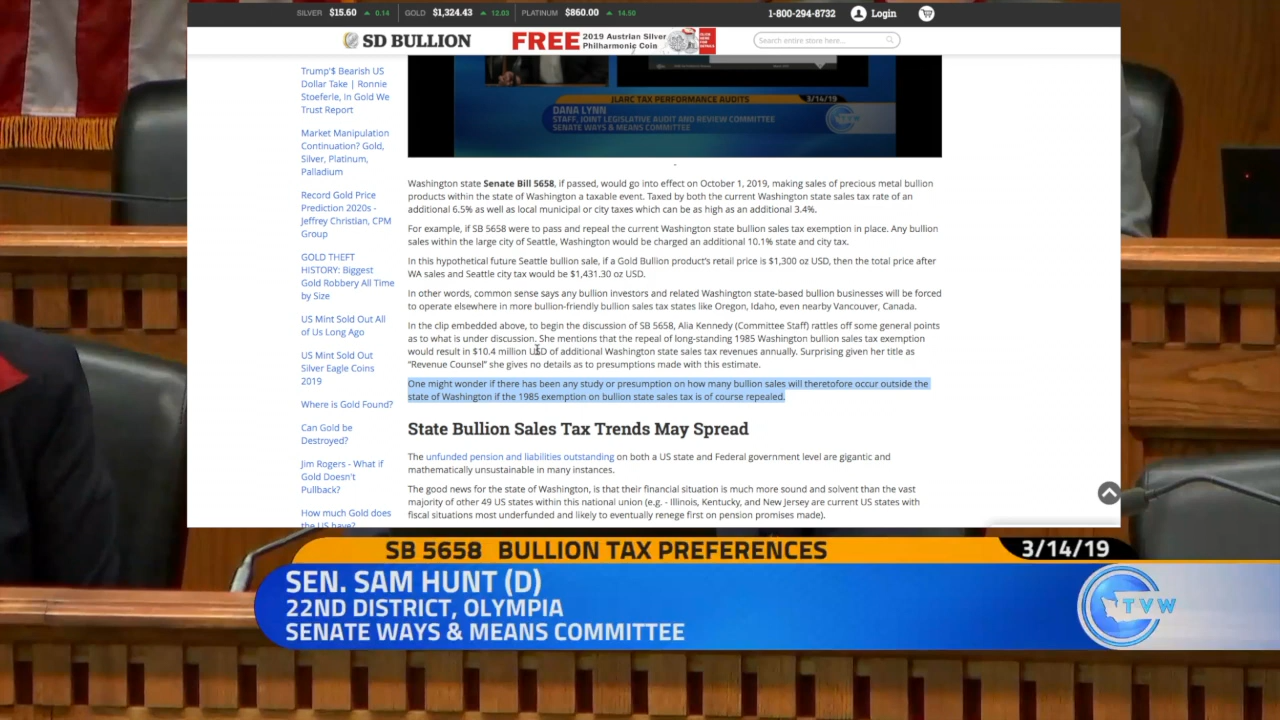 SILVER $15.60 ▲ 0.14 GOLD $1,324.43 ▲ 12.03 PLATINUM $860.00 ▲ 14.50 1-800-294-8732 Login
SD BULLION
FREE 2019 Austrian Silver
Philharmonic Coin
Search entire store here...
Trump'$ Bearish US
Dollar Take | Ronnie
Stoeferle, In Gold We
Trust Report
Market Manipulation
Continuation? Gold,
Silver, Platinum,
Palladium
Record Gold Price
Prediction 2020s -
Jeffrey Christian, CPM
Group
GOLD THEFT
HISTORY: Biggest
Gold Robbery All Time
by Size
US Mint Sold Out All
of Us Long Ago
US Mint Sold Out
Silver Eagle Coins
2019
Where is Gold Found?
Can Gold be
Destroyed?
Jim Rogers - What if
Gold Doesn't
Pullback?
How much Gold does
the US have?
JLARC TAX PERFORMANCE AUDITS 3/14/19
DANA LYNN
STAFF, JOINT LEGISLATIVE AUDIT AND REVIEW COMMITTEE
SENATE WAYS & MEANS COMMITTEE
TVW
Washington state Senate Bill 5658, if passed, would go into effect on October 1, 2019, making sales of precious metal bullion
products within the state of Washington a taxable event. Taxed by both the current Washington state sales tax rate of an
additional 6.5% as well as local municipal or city taxes which can be as high as an additional 3.4%.
For example, if SB 5658 were to pass and repeal the current Washington state bullion sales tax exemption in place. Any bullion
sales within the large city of Seattle, Washington would be charged an additional 10.1% state and city tax.
In this hypothetical future Seattle bullion sale, if a Gold Bullion product's retail price is $1,300 oz USD, then the total price after
WA sales and Seattle city tax would be $1,431.30 oz USD.
In other words, common sense says any bullion investors and related Washington state-based bullion businesses will be forced
to operate elsewhere in more bullion-friendly bullion sales tax states like Oregon, Idaho, even nearby Vancouver, Canada.
In the clip embedded above, to begin the discussion of SB 5658, Alia Kennedy (Committee Staff) rattles off some general points
as to what is under discussion. She mentions that the repeal of long-standing 1985 Washington bullion sales tax exemption
would result in $10.4 million USD of additional Washington state sales tax revenues annually. Surprising given her title as
“Revenue Counsel” she gives no details as to presumptions made with this estimate.
One might wonder if there has been any study or presumption on how many bullion sales will theretofore occur outside the
state of Washington if the 1985 exemption on bullion state sales tax is of course repealed.
State Bullion Sales Tax Trends May Spread
The unfunded pension and liabilities outstanding on both a US state and Federal government level are gigantic and
mathematically unsustainable in many instances.
The good news for the state of Washington, is that their financial situation is much more sound and solvent than the vast
majority of other 49 US states within this national union (e.g. - Illinois, Kentucky, and New Jersey are current US states with
fiscal situations most underfunded and likely to eventually renege first on pension promises made).
SB 5658 BULLION TAX PREFERENCES 3/14/19
SEN. SAM HUNT (D)
22ND DISTRICT, OLYMPIA
SENATE WAYS & MEANS COMMITTEE
TVW